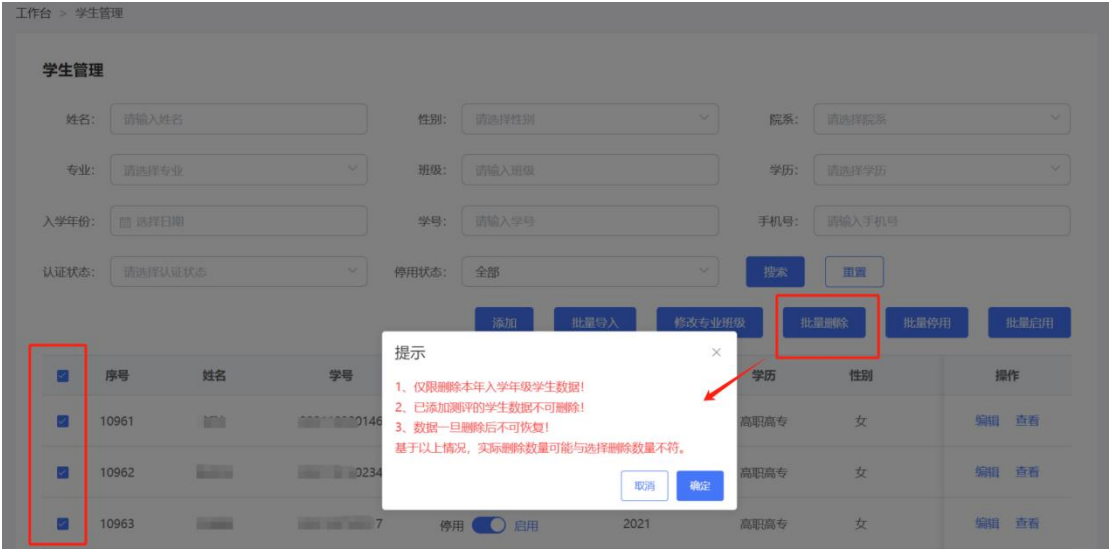 工作台 > 学生管理
学生管理
姓名： 请输入姓名 性别： 请选择性别 院系： 请选择院系
专业： 请选择专业 班级： 请输入班级 学历： 请选择学历
入学年份： 选择日期 学号： 请输入学号 手机号： 请输入手机号
认证状态： 请选择认证状态 停用状态： 全部 搜索 重置
添加 批量导入 修改专业班级 批量删除 批量停用 批量启用
提示
1、仅限删除本年入学年级学生数据！
2、已添加测评的学生数据不可删除！
3、数据一旦删除后不可恢复！
基于以上情况，实际删除数量可能与选择删除数量不符。
取消 确定
序号 姓名 学号 学历 性别 操作
10961 0146 高职高专 女 编辑 查看
10962 0234 高职高专 女 编辑 查看
10963 7 停用 启用 2021 高职高专 女 编辑 查看